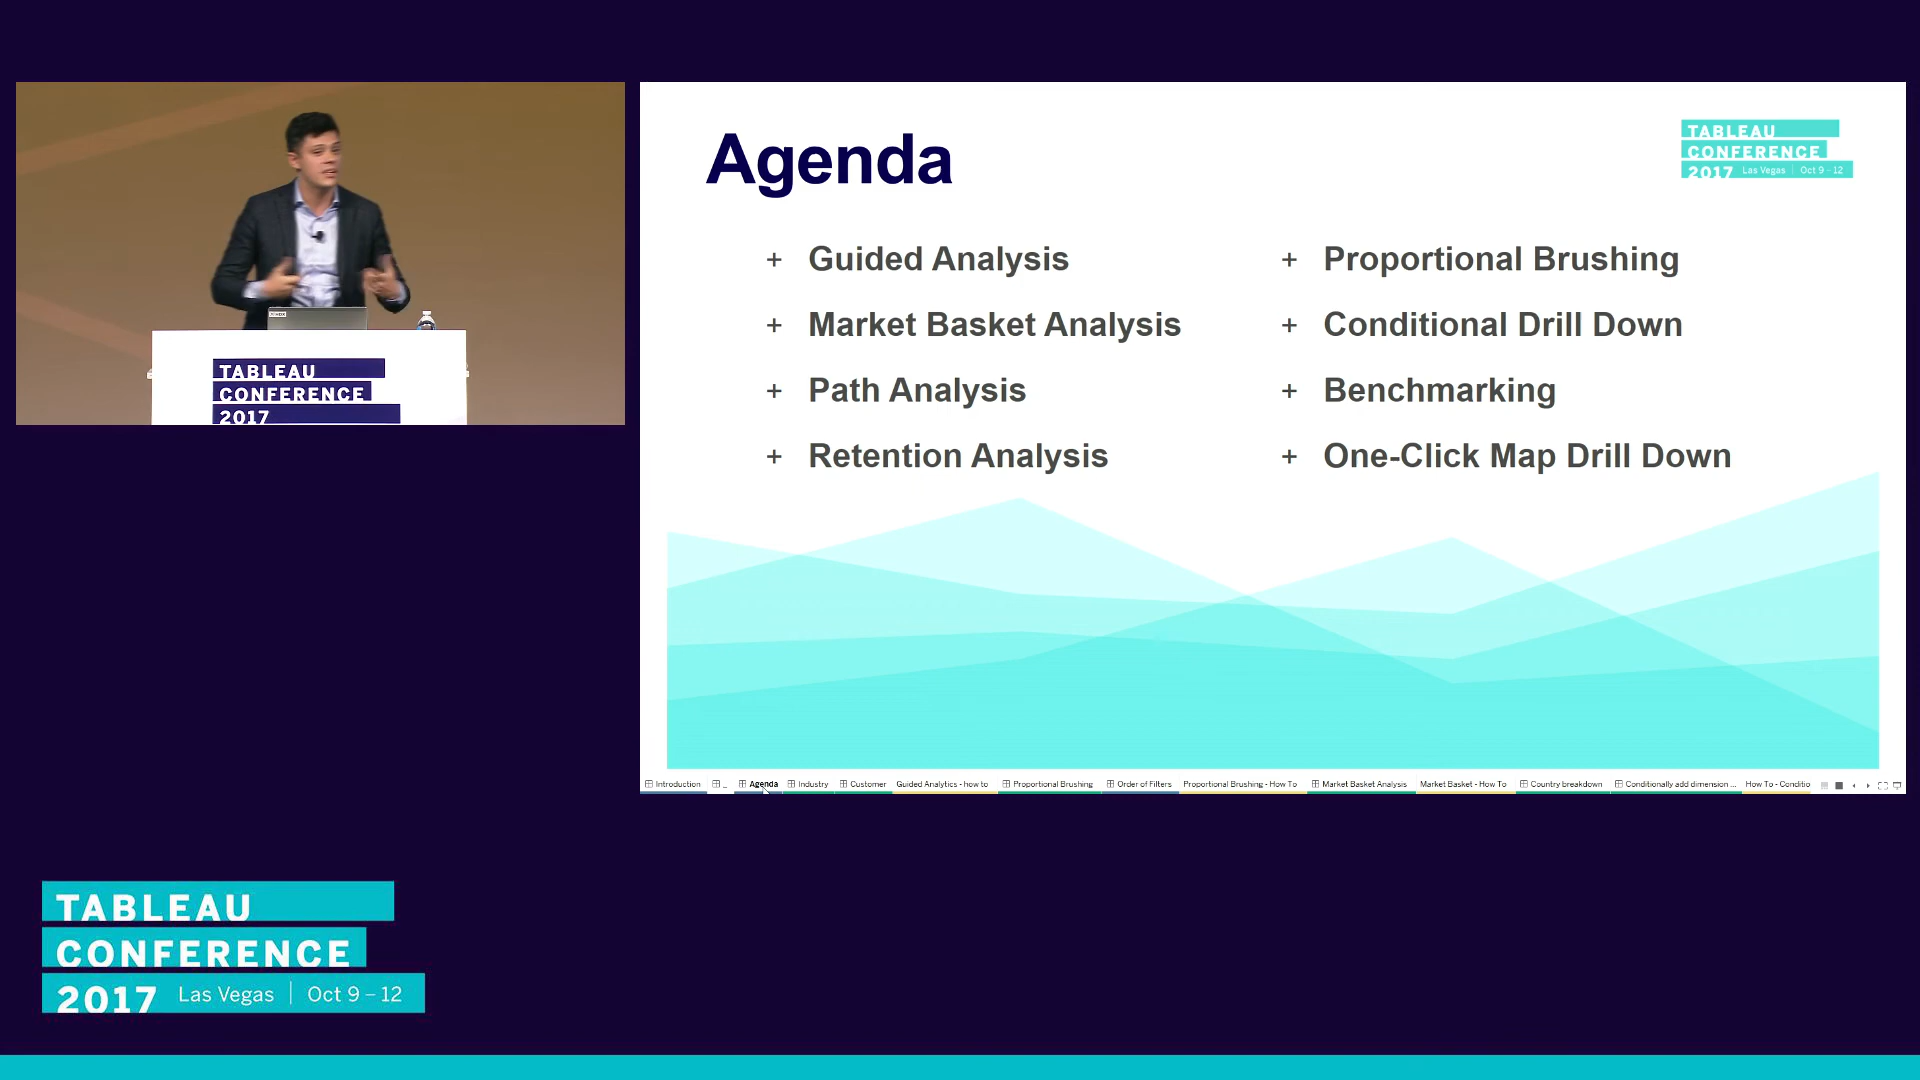 TABLEAU
CONFERENCE
2017
Agenda
TABLEAU
CONFERENCE
2017 Las Vegas | Oct 9 - 12
+ Guided Analysis
+ Market Basket Analysis
+ Path Analysis
+ Retention Analysis
+ Proportional Brushing
+ Conditional Drill Down
+ Benchmarking
+ One-Click Map Drill Down
Introduction Agenda Industry Customer Guided Analytics - how to Proportional Brushing Order of Filters Proportional Brushing - How To Market Basket Analysis Market Basket - How To Country breakdown Conditionally add dimension ... How To - Conditio
TABLEAU
CONFERENCE
2017 Las Vegas | Oct 9 – 12